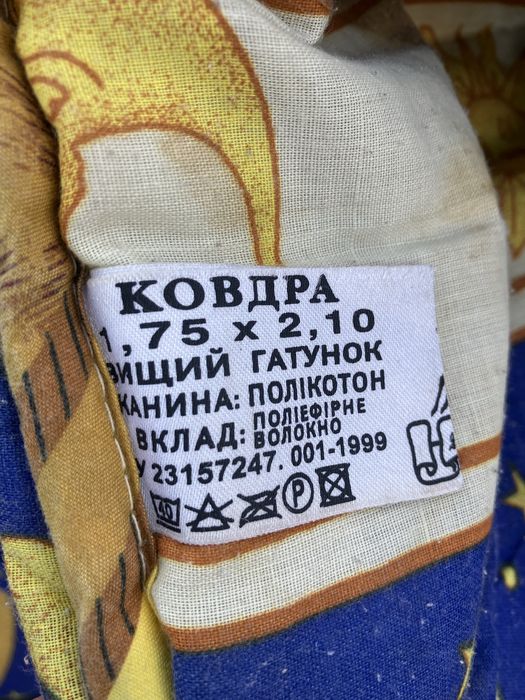 КОВДРА
1,75 х 2,10
ВИЩИЙ ГАТУНОК
КАНИНА: ПОЛІКОТОН
ВКЛАД: ПОЛІЕФІРНЕ
ВОЛОКНО
У 23157247. 001-1999
40 P